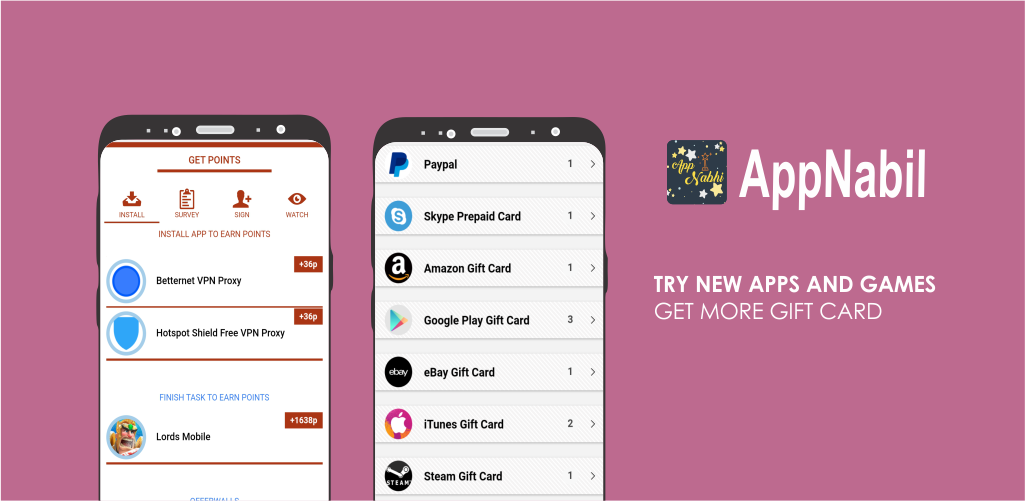 GET POINTS
INSTALL
SURVEY
SIGN
WATCH
INSTALL APP TO EARN POINTS
+36p
Betternet VPN Proxy
+36p
Hotspot Shield Free VPN Proxy
FINISH TASK TO EARN POINTS
+1638p
Lords Mobile
OFFERWALLS
Paypal 1
Skype Prepaid Card 1
a
Amazon Gift Card 1
Google Play Gift Card 3
ebay
eBay Gift Card 1
iTunes Gift Card 2
STEAM
Steam Gift Card 1
App
Nabhi
AppNabil
TRY NEW APPS AND GAMES
GET MORE GIFT CARD